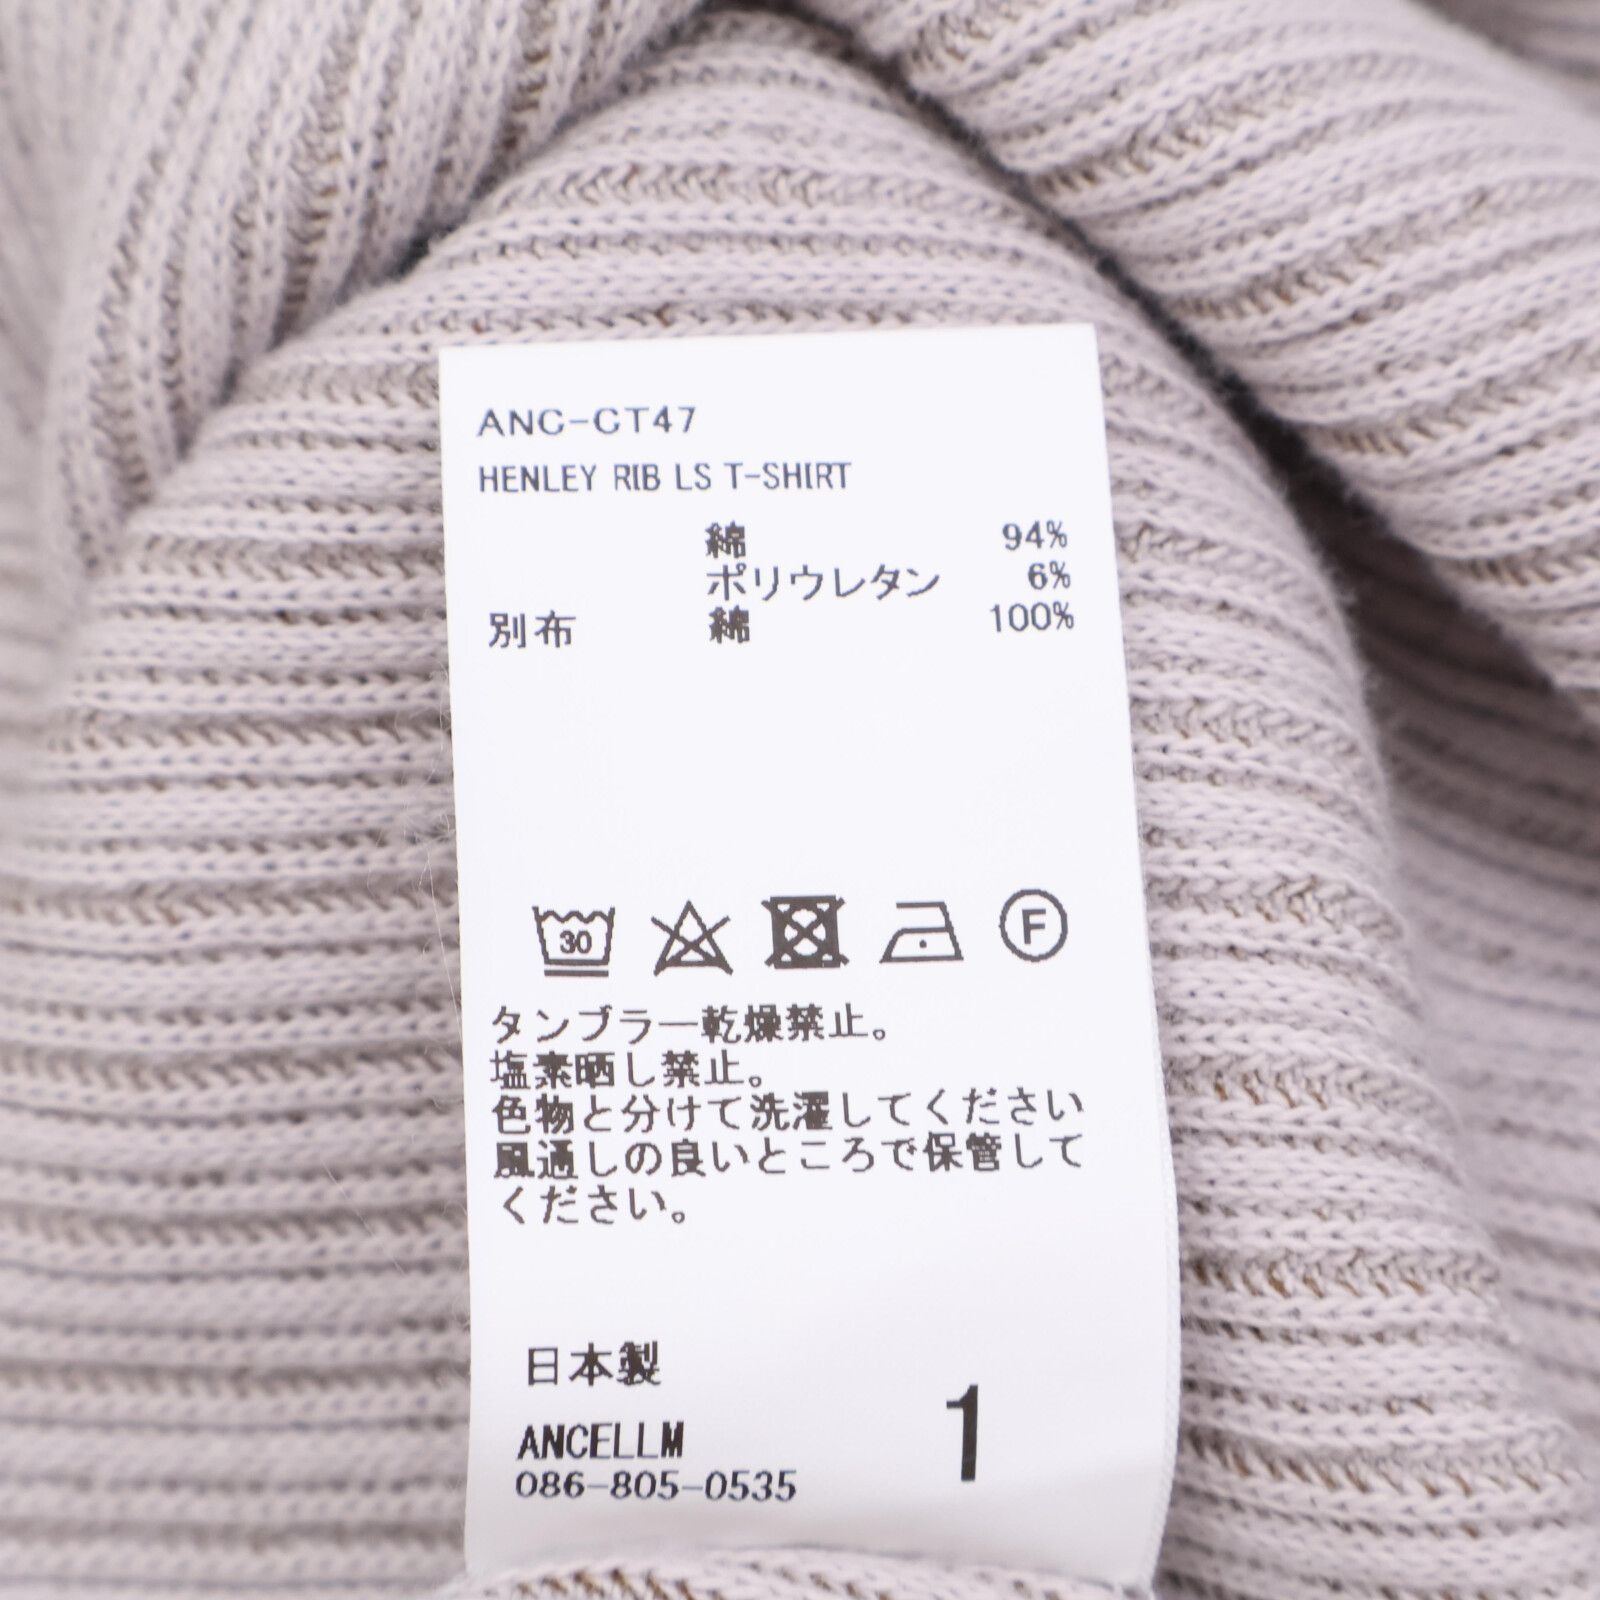 ANC-CT47
HENLEY RIB LS T-SHIRT
綿 94%
ポリウレタン 6%
別布 綿 100%
30 F
タンブラー乾燥禁止。
塩素晒し禁止。
色物と分けて洗濯してください
風通しの良いところで保管して
ください。
日本製
ANCELLM
086-805-0535
1